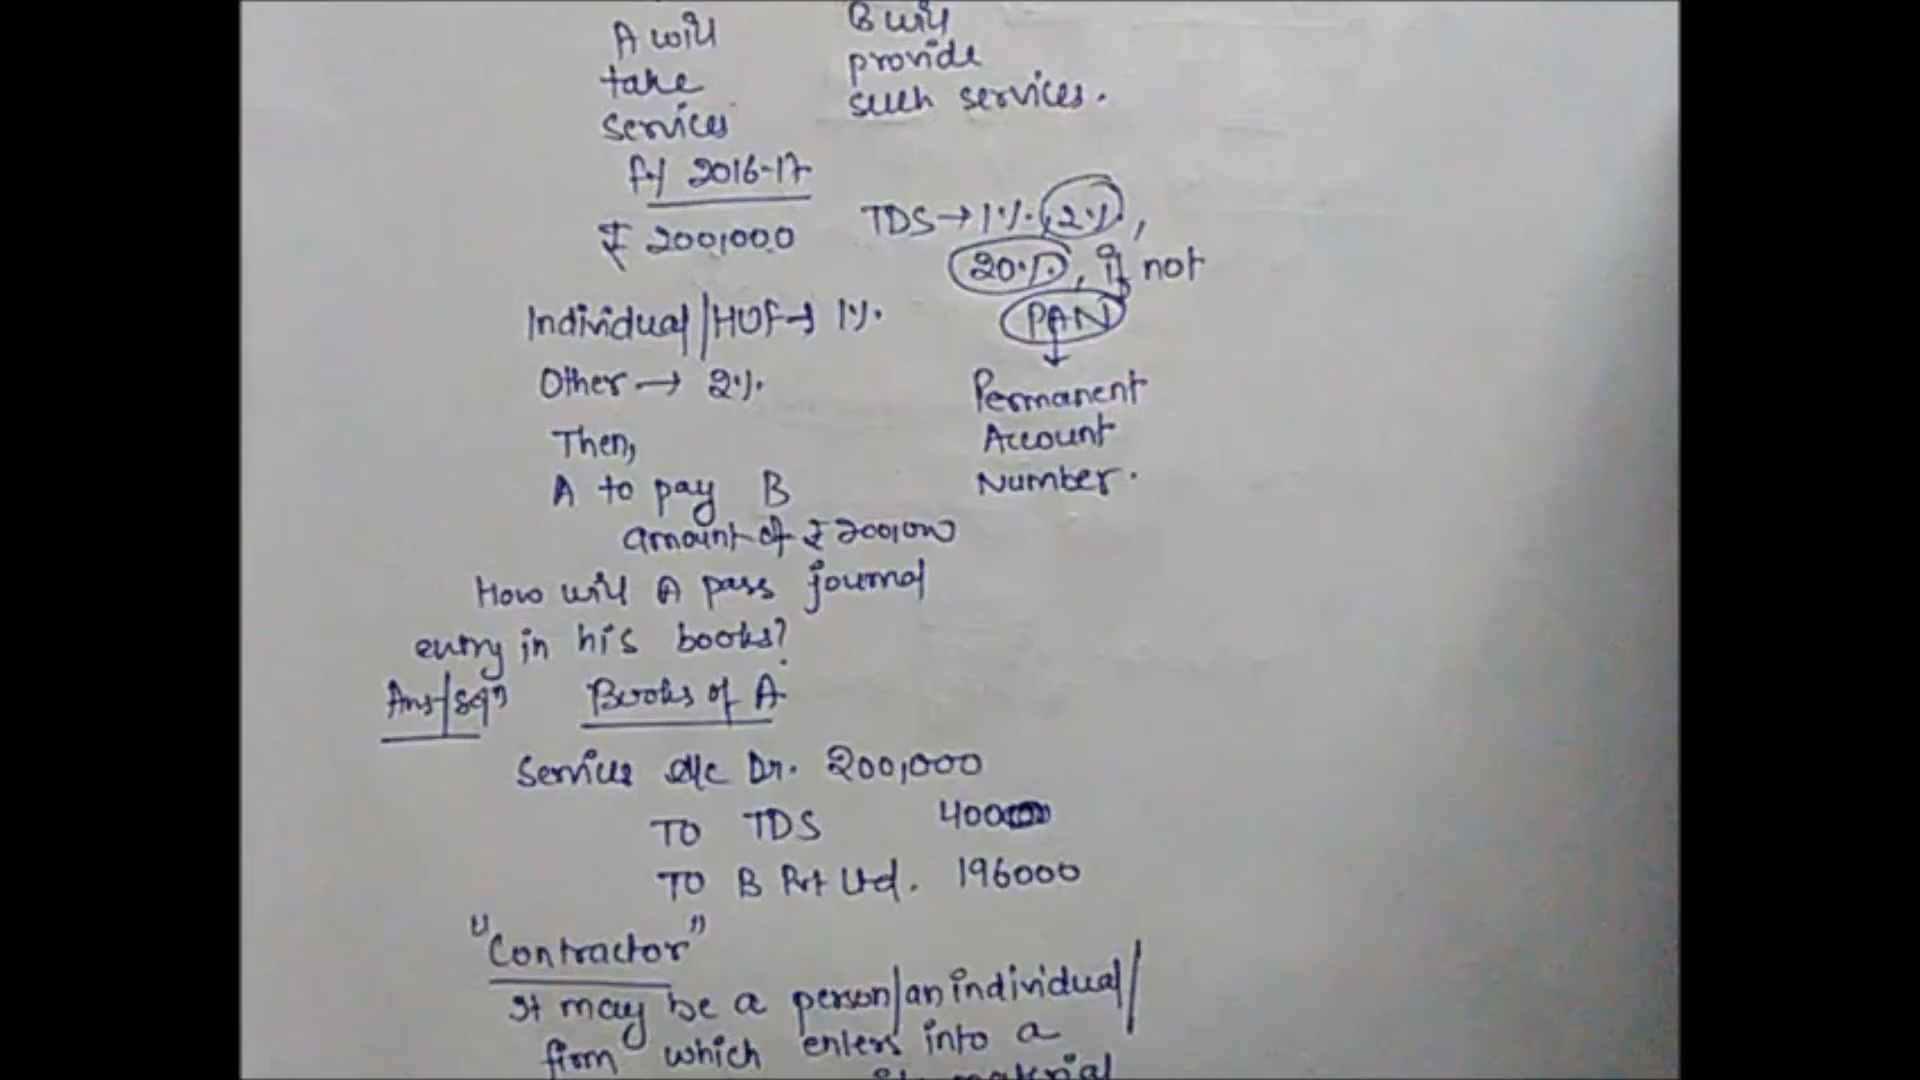 A will
take
services
B will
provide
such services.
FY 2016-17
₹ 200,000
TDS → 1%, 2%,
20%, if not
PAN
Permanent
Account
Number.
Individual/HUF → 1%.
Other → 2%.
Then,
A to pay B
amount of ₹ 200,000
How will A pass journal
entry in his books?
Ans/ Books of A.
Services a/c Dr. 200,000
To TDS 4000
To B Pvt Ltd. 196000
"Contractor"
It may be a person/an individual/
firm which enters into a
material